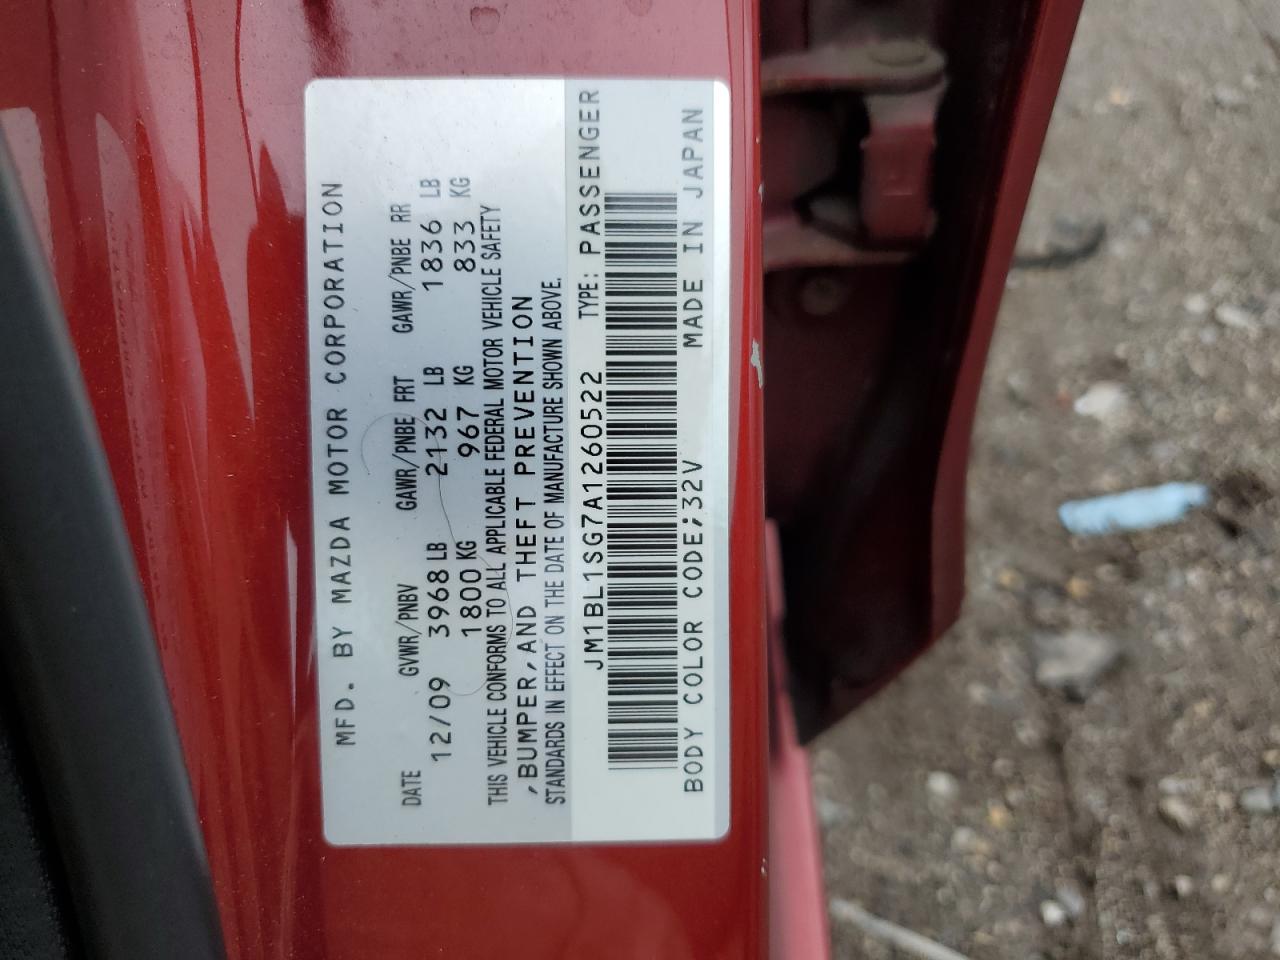 MFD. BY MAZDA MOTOR CORPORATION
DATE GVWR/PNBV GAWR/PNBE FRT GAWR/PNBE RR
12/09 3968 LB 2132 LB 1836 LB
1800 KG 967 KG 833 KG
THIS VEHICLE CONFORMS TO ALL APPLICABLE FEDERAL MOTOR VEHICLE SAFETY
,BUMPER,AND THEFT PREVENTION
STANDARDS IN EFFECT ON THE DATE OF MANUFACTURE SHOWN ABOVE.
JM1BL1SG7A1260522 TYPE: PASSENGER
BODY COLOR CODE;32V MADE IN JAPAN